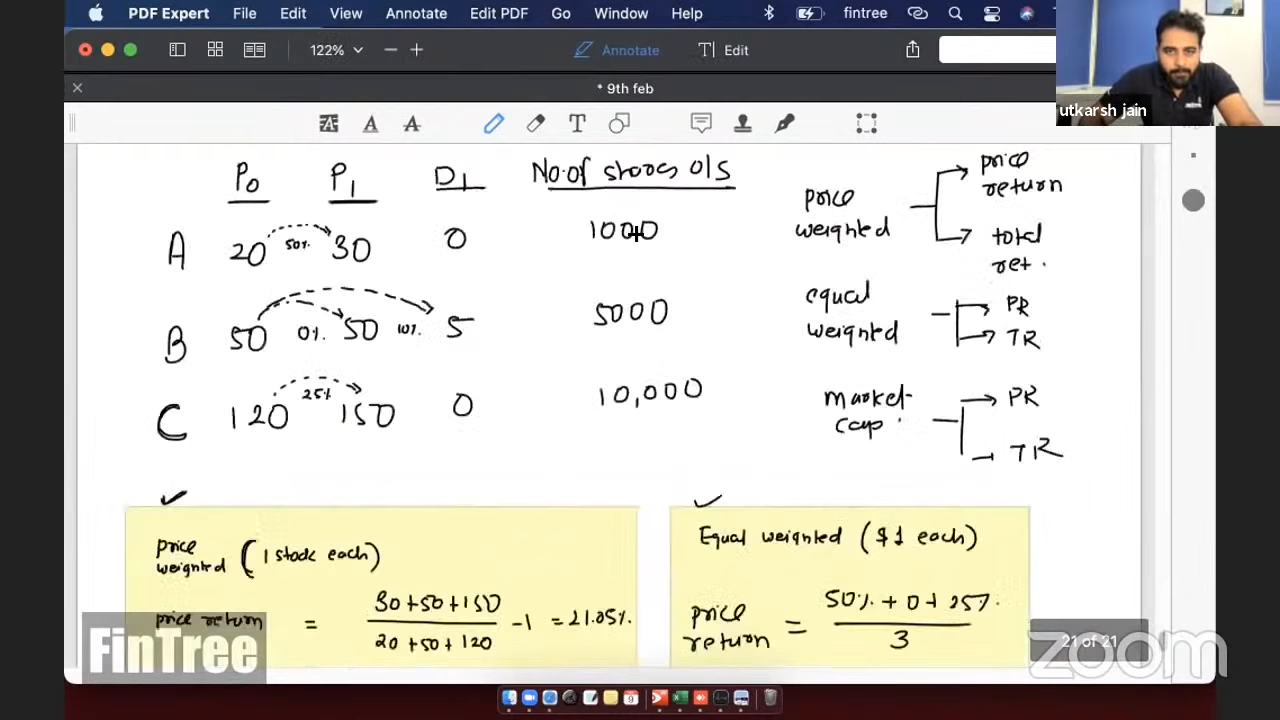 PDF Expert File Edit View Annotate Edit PDF Go Window Help fintree
122% Annotate Edit
* 9th feb
utkarsh jain
P0 P1 D1 No. of shares o/s
A 20 50% 30 0 1000
B 50 0% 50 10% 5 5000
C 120 25% 150 0 10,000
price weighted
price return
total ret.
equal weighted
PR
TR
market cap.
PR
TR
price weighted (1 stock each)
price return = 30+50+150 / 20+50+120 -1 = 21.05%.
Equal weighted ($1 each)
price return = 50% + 0 + 25% / 3
FinTree
21 of 21
zoom